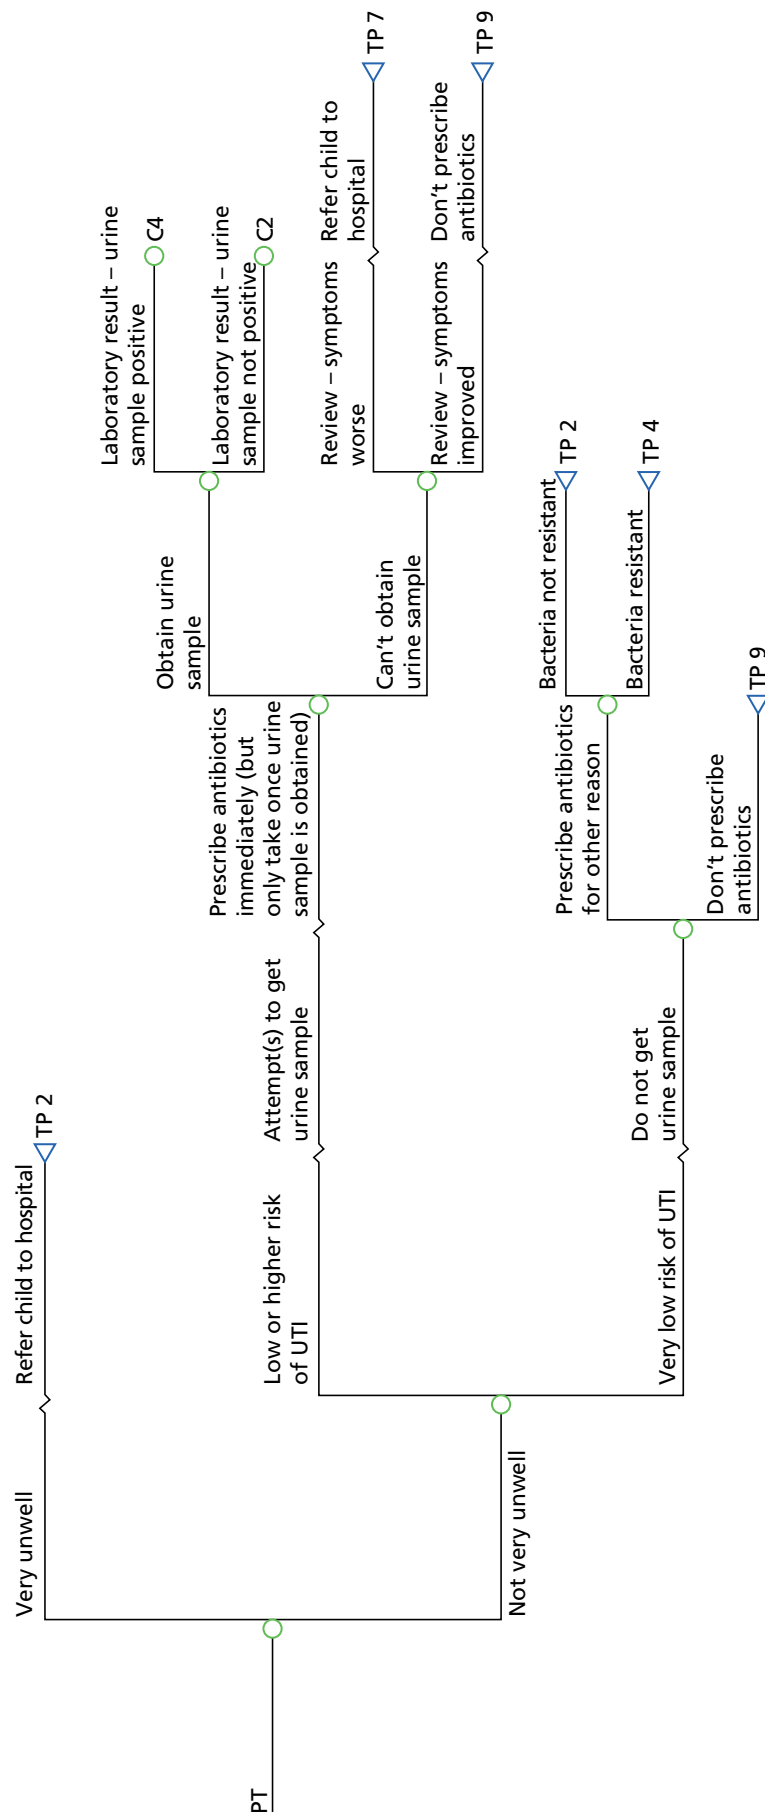 PT
Very unwell
Refer child to hospital
TP 2
Not very unwell
Low or higher risk
of UTI
Attempt(s) to get
urine sample
Prescribe antibiotics
immediately (but
only take once urine
sample is obtained)
Obtain urine
sample
Laboratory result – urine
sample positive
C4
Laboratory result – urine
sample not positive
C2
Can't obtain
urine sample
Review – symptoms
worse
Refer child to
hospital
TP 7
Review – symptoms
improved
Don't prescribe
antibiotics
TP 9
Very low risk of UTI
Do not get
urine sample
Prescribe antibiotics
for other reason
Bacteria not resistant
TP 2
Bacteria resistant
TP 4
Don't prescribe
antibiotics
TP 9